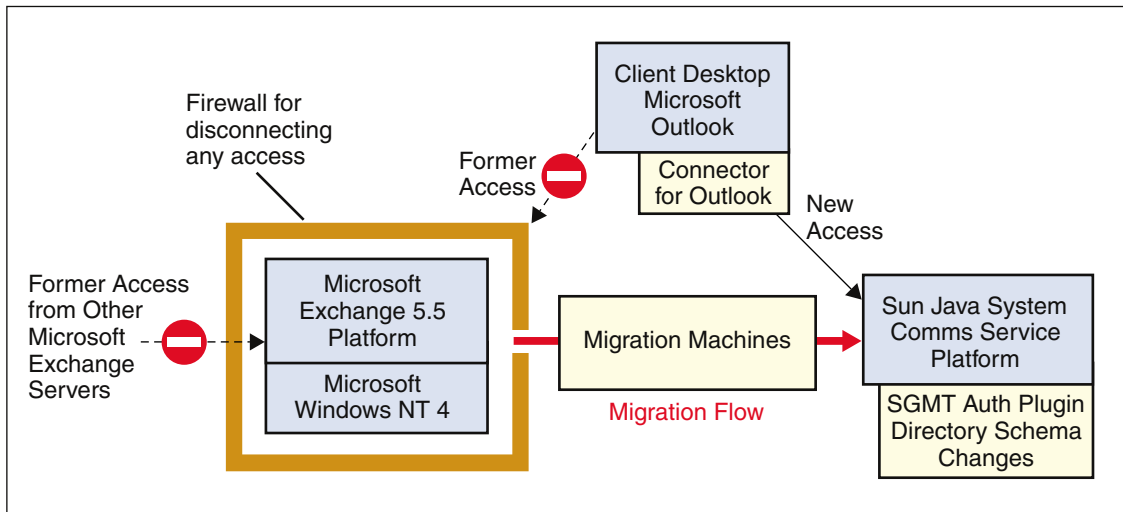 Client Desktop
Microsoft
Outlook
Connector
for Outlook
Firewall for
disconnecting
any access
Former
Access
New
Access
Former Access
from Other
Microsoft
Exchange
Servers
Microsoft
Exchange 5.5
Platform
Microsoft
Windows NT 4
Migration Machines
Migration Flow
Sun Java System
Comms Service
Platform
SGMT Auth Plugin
Directory Schema
Changes